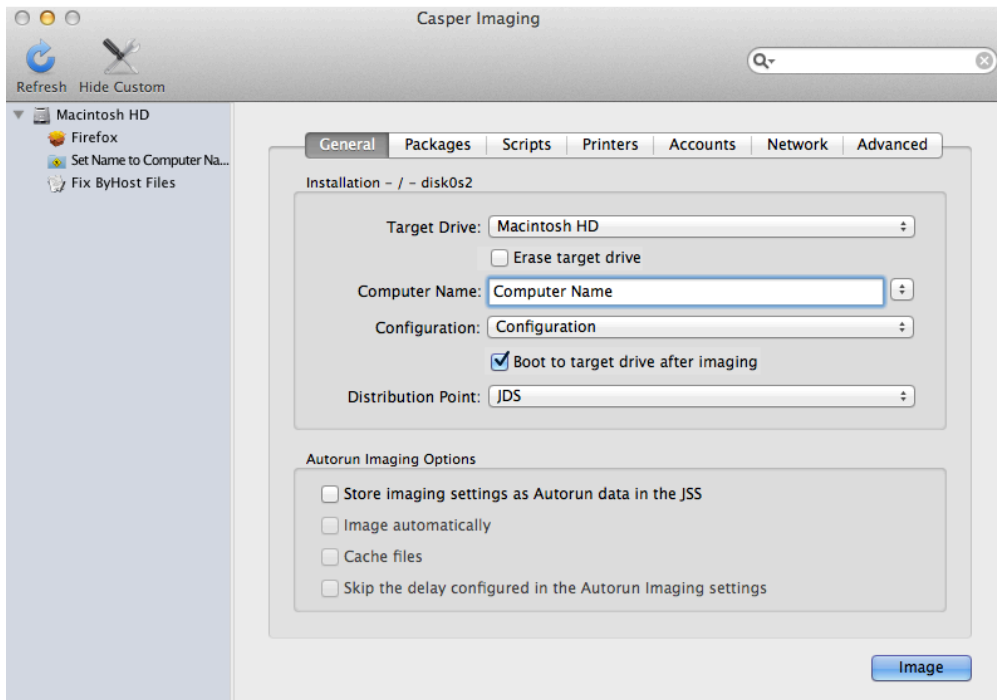 Casper Imaging
Refresh Hide Custom
Macintosh HD
Firefox
Set Name to Computer Na...
Fix ByHost Files
General Packages Scripts Printers Accounts Network Advanced
Installation - / - disk0s2
Target Drive: Macintosh HD
Erase target drive
Computer Name: Computer Name
Configuration: Configuration
Boot to target drive after imaging
Distribution Point: JDS
Autorun Imaging Options
Store imaging settings as Autorun data in the JSS
Image automatically
Cache files
Skip the delay configured in the Autorun Imaging settings
Image